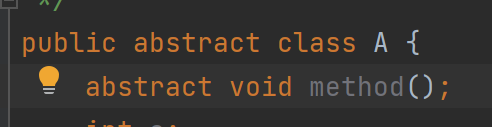 */
public abstract class A {
abstract void method();